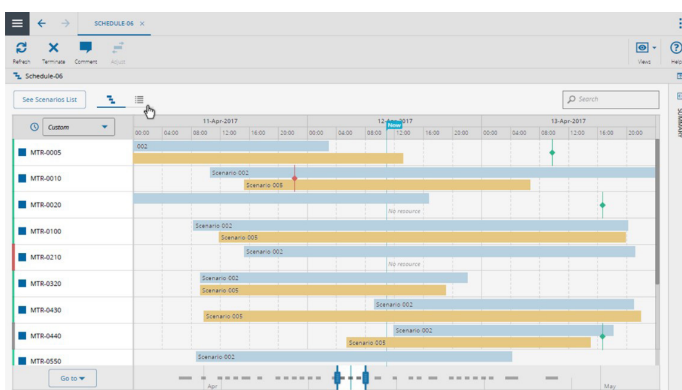 SCHEDULE-06 ×
Refresh Terminate Comment Adjust Views Help
Schedule-06
See Scenarios List Search
SUMMARY
Custom 11-Apr-2017 12-Apr-2017 13-Apr-2017
Now
00:00 04:00 08:00 12:00 16:00 20:00 00:00 04:00 08:00 12:00 16:00 20:00 00:00 04:00 08:00 12:00 16:00 20:00
MTR-0005 002
MTR-0010 Scenario 002
Scenario 005
MTR-0020
No resource
MTR-0100 Scenario 002
Scenario 005
MTR-0210 Scenario 002
No resource
MTR-0320 Scenario 002
Scenario 005
MTR-0430 Scenario 002
Scenario 005
MTR-0440 Scenario 002
Scenario 005
MTR-0550 Scenario 002
Go to
Apr May